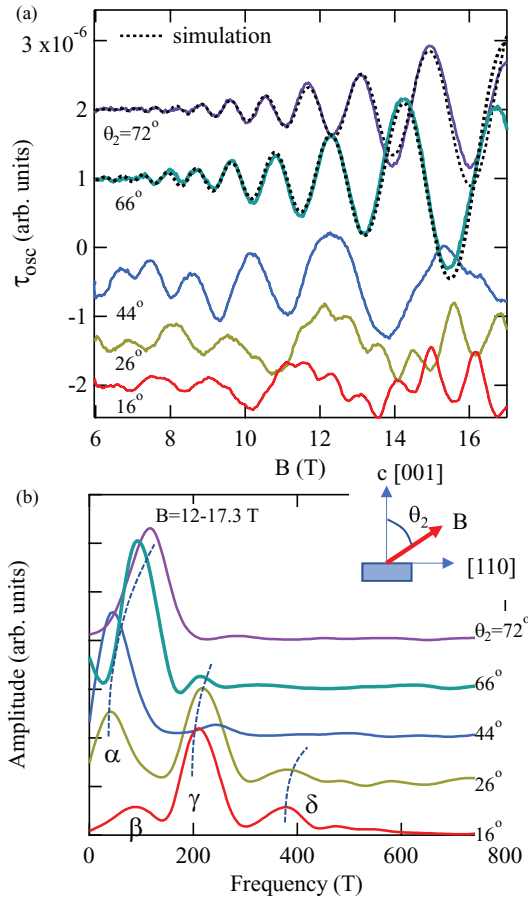 (a)
3 x10⁻⁶
simulation
2
θ₂=72°
1
66°
0
44°
-1
26°
-2
16°
τosc (arb. units)
6 8 10 12 14 16
B (T)
(b)
B=12-17.3 T
c [001]
θ₂
B
[110]
θ₂=72°
66°
44°
26°
16°
α
β
γ
δ
Amplitude (arb. units)
0 200 400 600 800
Frequency (T)